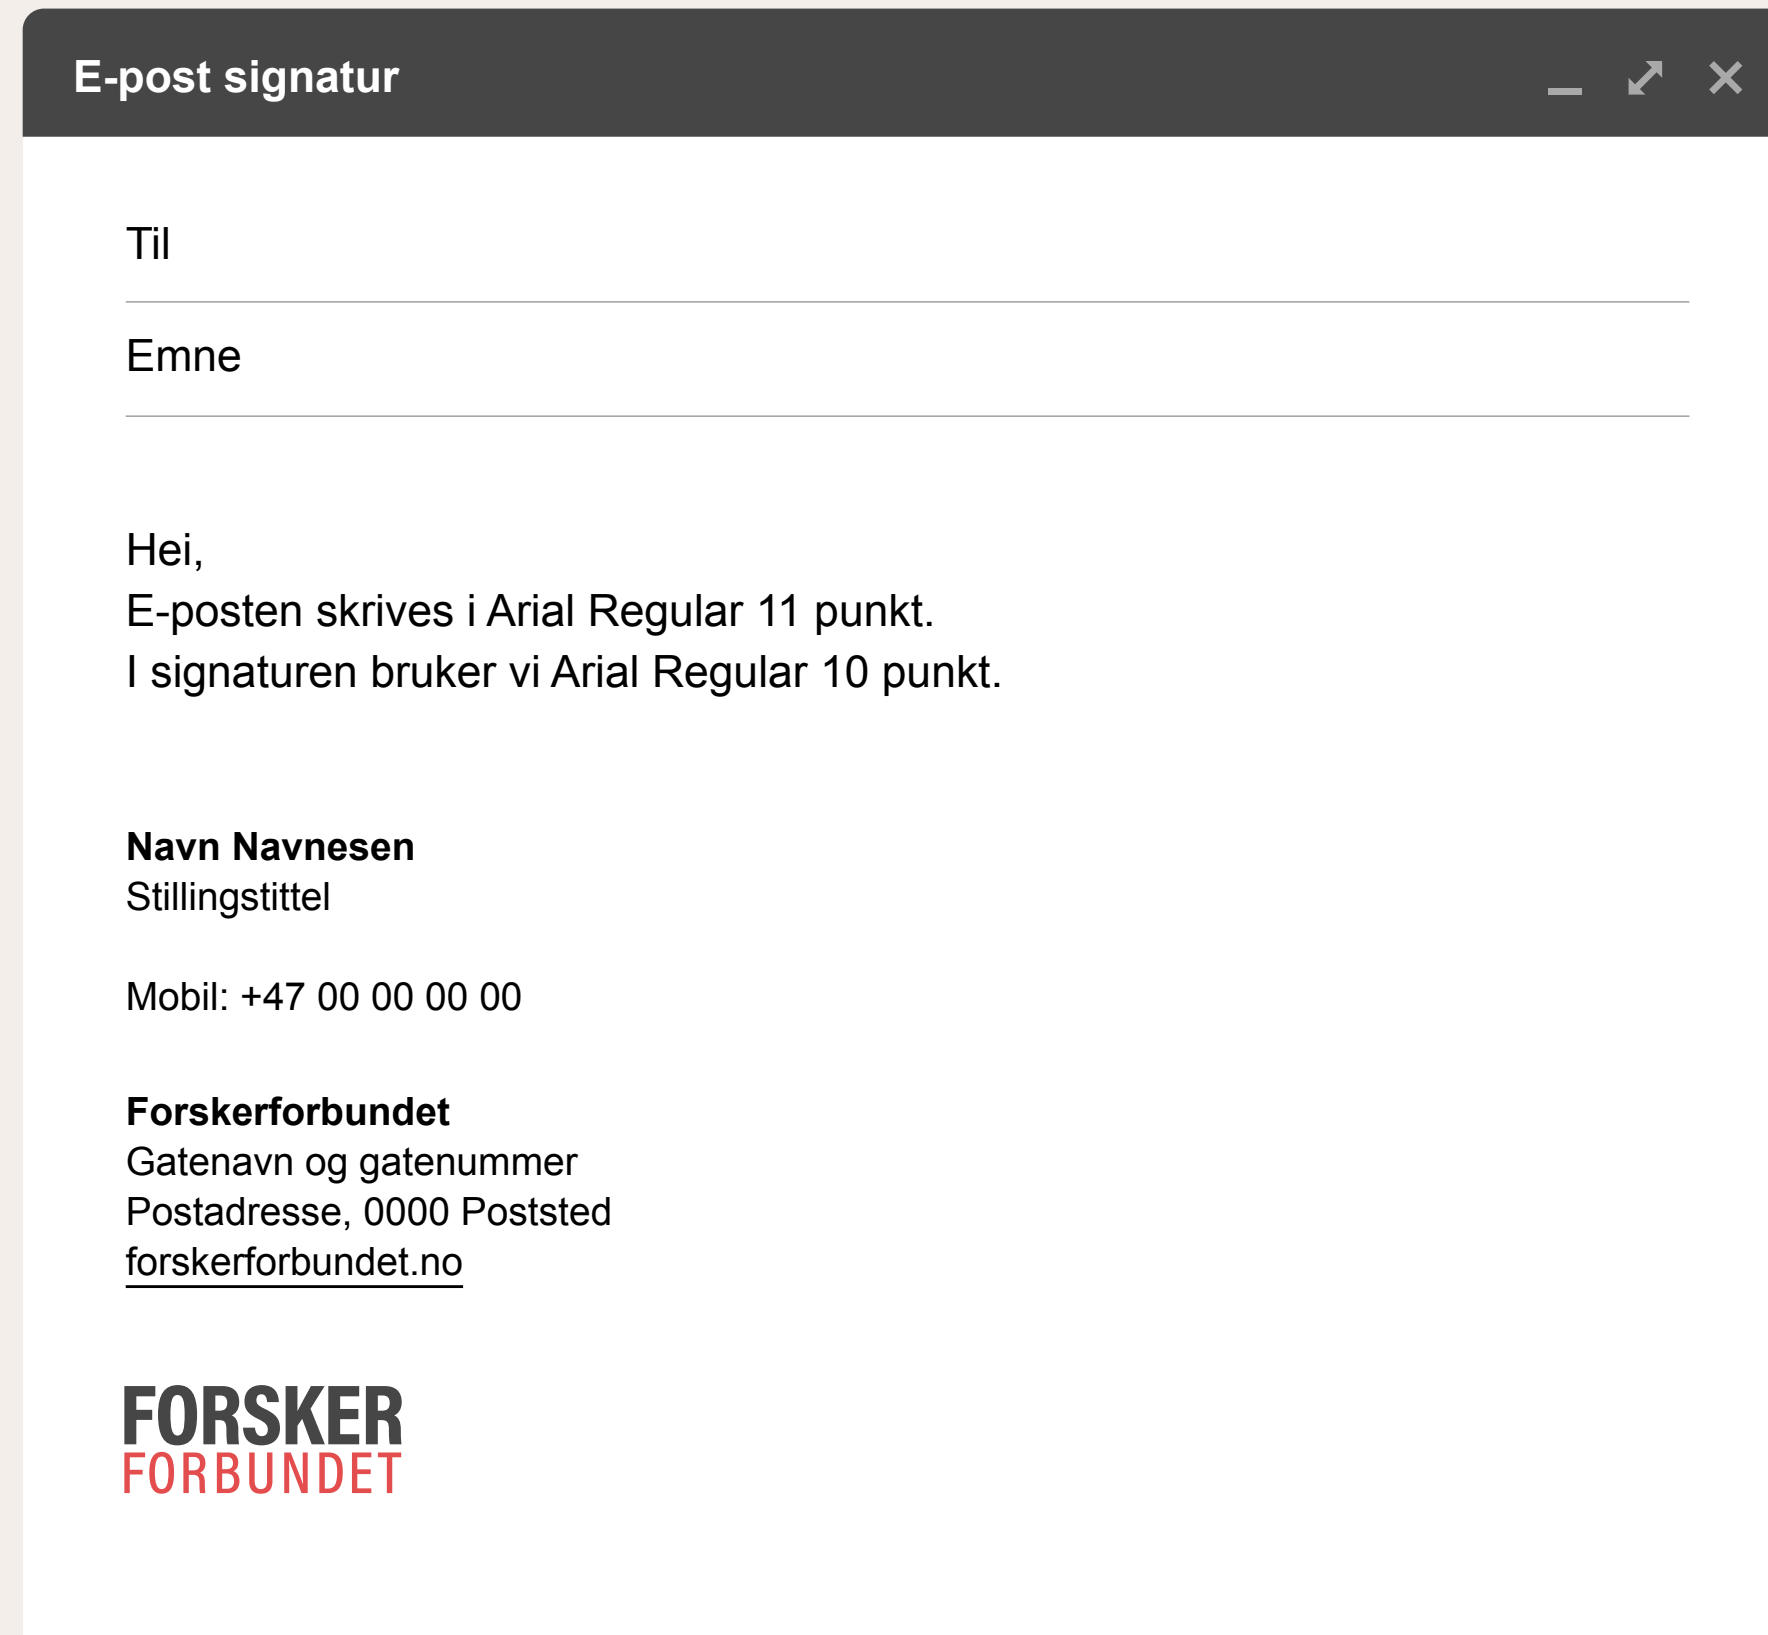 E-post signatur
Til
Emne
Hei,
E-posten skrives i Arial Regular 11 punkt.
I signaturen bruker vi Arial Regular 10 punkt.
Navn Navnesen
Stillingstittel
Mobil: +47 00 00 00 00
Forskerforbundet
Gatenavn og gatenummer
Postadresse, 0000 Poststed
forskerforbundet.no
FORSKER
FORBUNDET